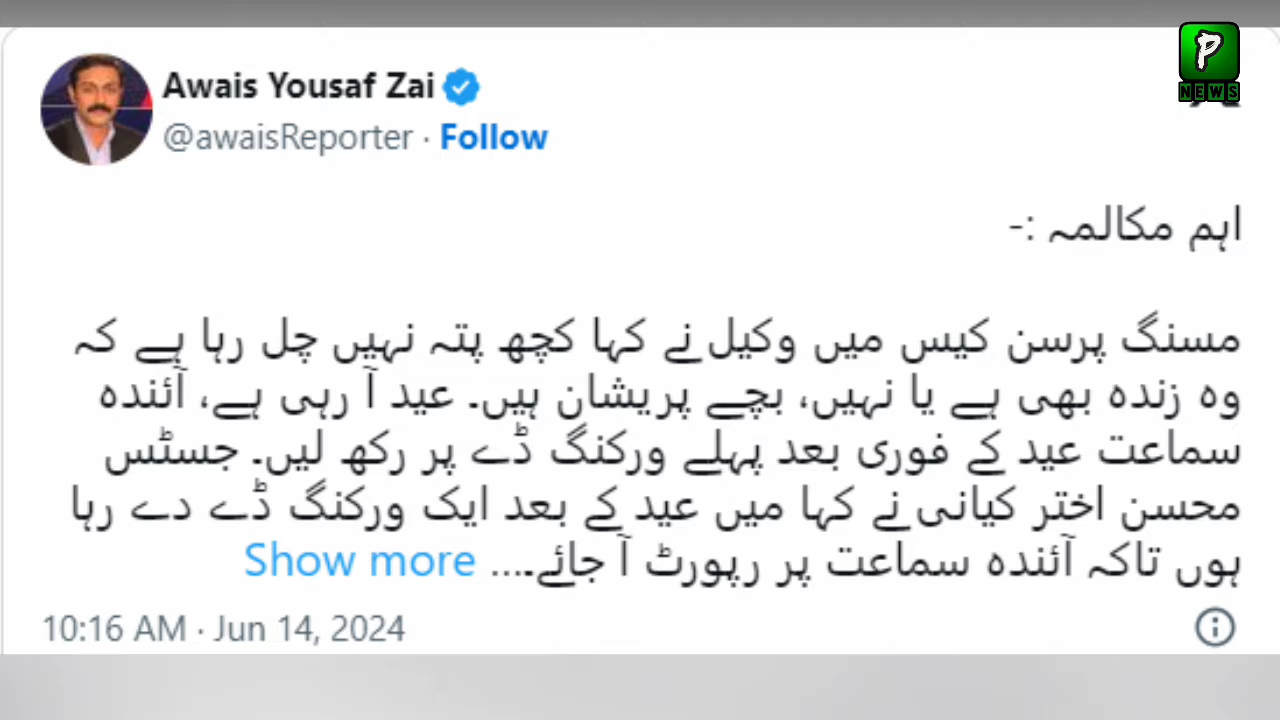 Awais Yousaf Zai
@awaisReporter · Follow
P
NEWS
اہم مکالمہ :-
مسنگ پرسن کیس میں وکیل نے کہا کچھ پتہ نہیں چل رہا ہے کہ
وہ زندہ بھی ہے یا نہیں، بچے پریشان ہیں۔ عید آ رہی ہے، آئندہ
سماعت عید کے فوری بعد پہلے ورکنگ ڈے پر رکھ لیں۔ جسٹس
محسن اختر کیانی نے کہا میں عید کے بعد ایک ورکنگ ڈے دے رہا
ہوں تاکہ آئندہ سماعت پر رپورٹ آ جائے۔... Show more
10:16 AM · Jun 14, 2024